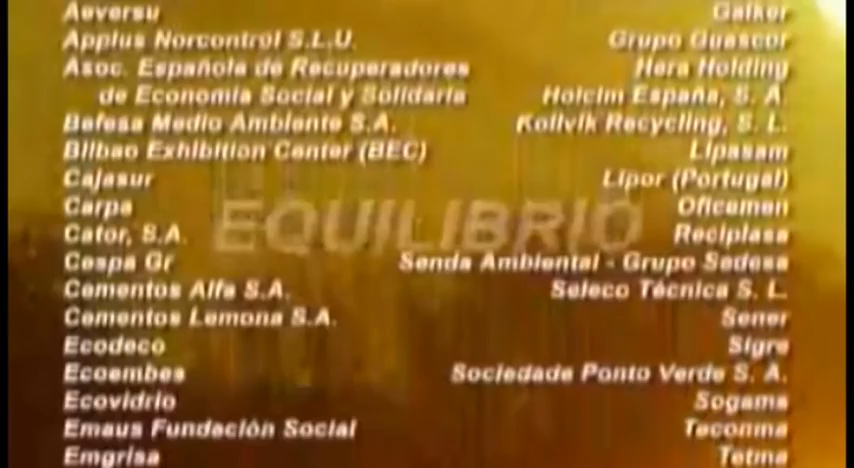 Aeversu
Applus Norcontrol S.L.U.
Asoc. Española de Recuperadores
de Economía Social y Solidaria
Befesa Medio Ambiente S.A.
Bilbao Exhibition Center (BEC)
Cajasur
Carpa
Cator, S.A.
Cespa Gr
Cementos Alfa S.A.
Cementos Lemona S.A.
Ecodeco
Ecoembes
Ecovidrio
Emaus Fundación Social
Emgrisa
EQUILIBRIO
Gaiker
Grupo Guascor
Hera Holding
Holcim España, S. A.
Kollvik Recycling, S. L.
Lipasam
Lipor (Portugal)
Oficemen
Reciplasa
Senda Ambiental - Grupo Sedesa
Seleco Técnica S. L.
Sener
Sigre
Sociedade Ponto Verde S. A.
Sogama
Teconma
Tetma